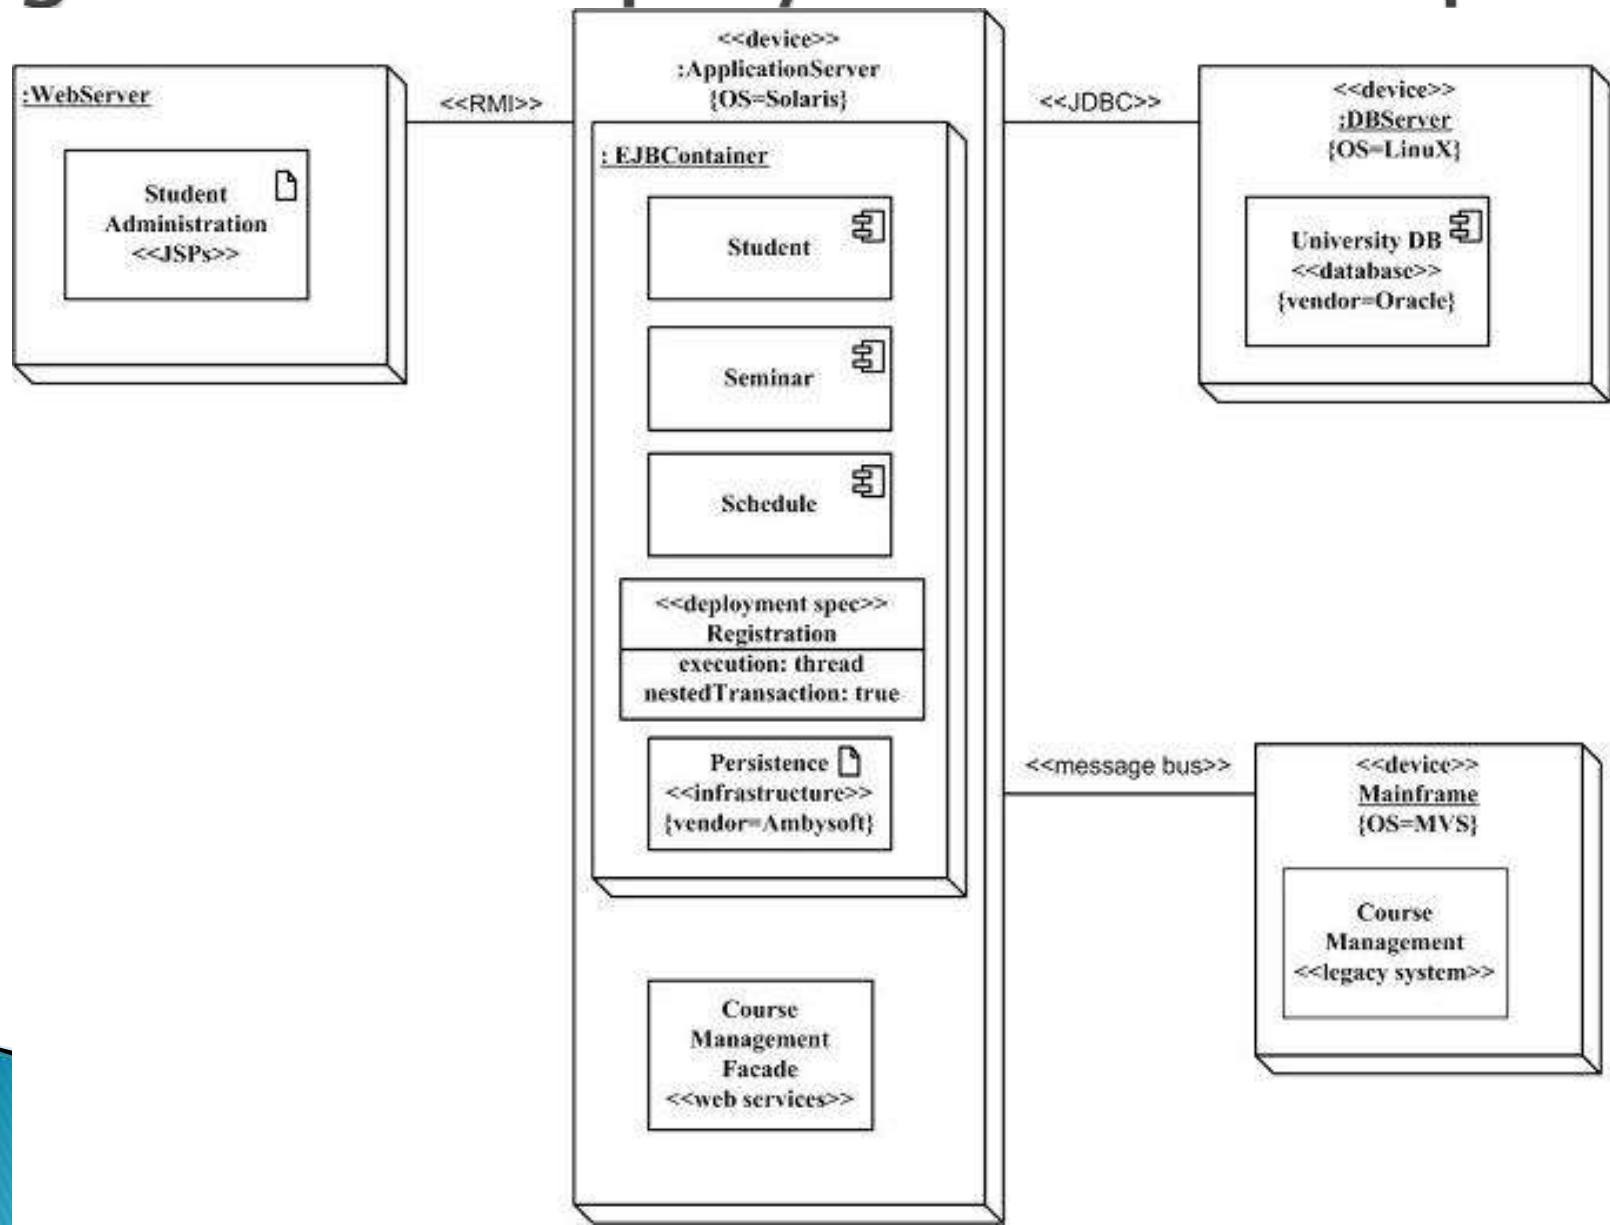 :WebServer
Student
Administration
<<JSPs>>
<<RMI>>
<<device>>
:ApplicationServer
{OS=Solaris}
: EJBContainer
Student
Seminar
Schedule
<<deployment spec>>
Registration
execution: thread
nestedTransaction: true
Persistence
<<infrastructure>>
{vendor=Ambysoft}
Course
Management
Facade
<<web services>>
<<JDBC>>
<<device>>
:DBServer
{OS=LinuX}
University DB
<<database>>
{vendor=Oracle}
<<message bus>>
<<device>>
Mainframe
{OS=MVS}
Course
Management
<<legacy system>>